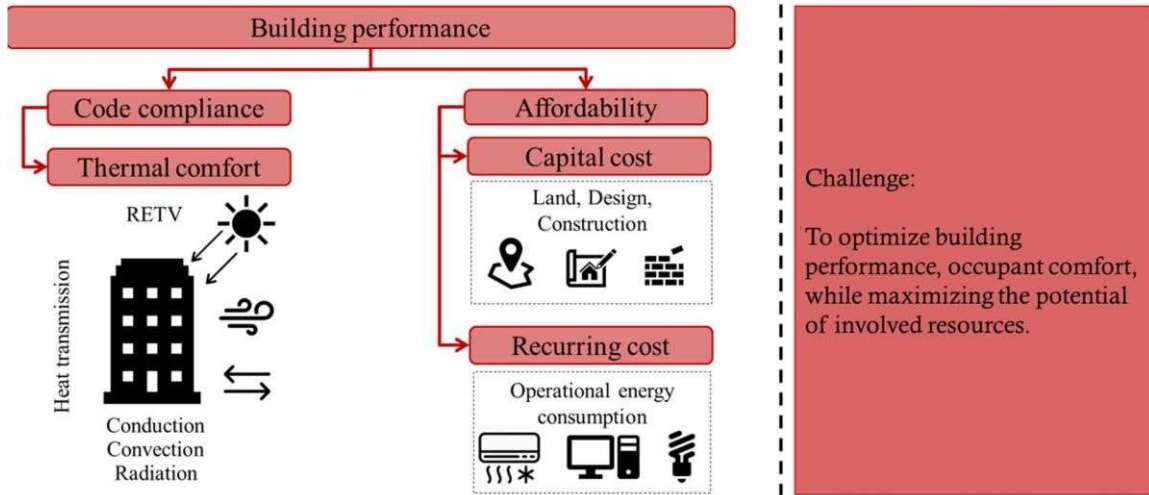 Building performance
Code compliance
Thermal comfort
RETV
Heat transmission
Conduction
Convection
Radiation
Affordability
Capital cost
Land, Design,
Construction
Recurring cost
Operational energy
consumption
Challenge:
To optimize building
performance, occupant comfort,
while maximizing the potential
of involved resources.